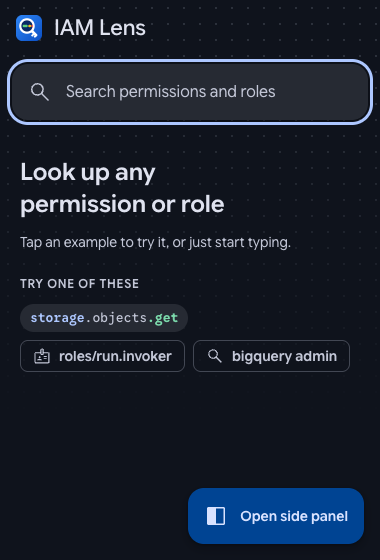 IAM Lens
Search permissions and roles
Look up any
permission or role
Tap an example to try it, or just start typing.
TRY ONE OF THESE
storage.objects.get
roles/run.invoker
bigquery admin
Open side panel